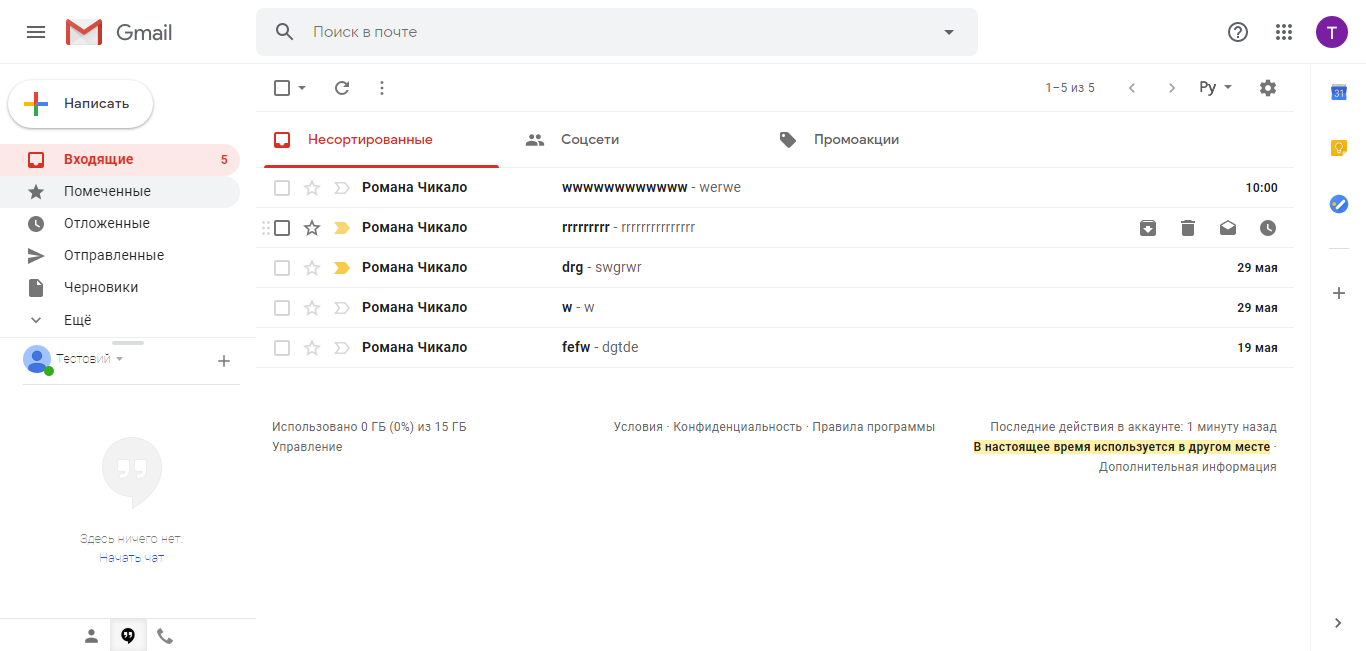 Gmail
Поиск в почте
T
Написать
1–5 из 5
Ру
31
Несортированные
Соцсети
Промоакции
Входящие 5
Помеченные
Отложенные
Отправленные
Черновики
Ещё
Романа Чикало wwwwwwwwwwww - werwe 10:00
Романа Чикало rrrrrrrrr - rrrrrrrrrrrrrrr
Романа Чикало drg - swgrwr 29 мая
Романа Чикало w - w 29 мая
Романа Чикало fefw - dgtde 19 мая
Тестовий
Здесь ничего нет.
Начать чат
Использовано 0 ГБ (0%) из 15 ГБ
Управление
Условия · Конфиденциальность · Правила программы
Последние действия в аккаунте: 1 минуту назад
В настоящее время используется в другом месте ·
Дополнительная информация